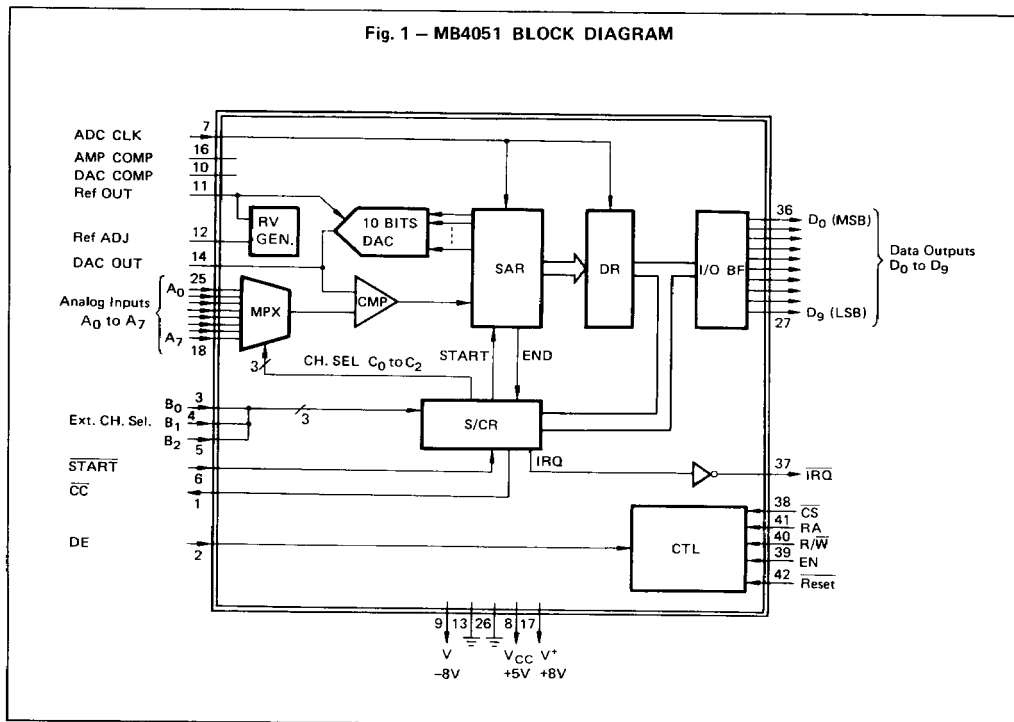 Fig. 1 – MB4051 BLOCK DIAGRAM
ADC CLK 7
AMP COMP 16
DAC COMP 10
Ref OUT 11
Ref ADJ 12
DAC OUT 14
RV GEN.
10 BITS DAC
SAR
DR
I/O BF
36 D0 (MSB)
Data Outputs
D0 to D9
D9 (LSB)
27
25
A0
Analog Inputs
A0 to A7
A7
18
MPX
CMP
3
CH. SEL C0 to C2
START
END
B0 3
Ext. CH. Sel. B1 4
B2 5
3
S/CR
START 6
CC 1
IRQ
37 IRQ
DE 2
CTL
38 CS
41 RA
40 R/W
39 EN
42 Reset
9 13 26 8 17
V VCC V+
–8V +5V +8V